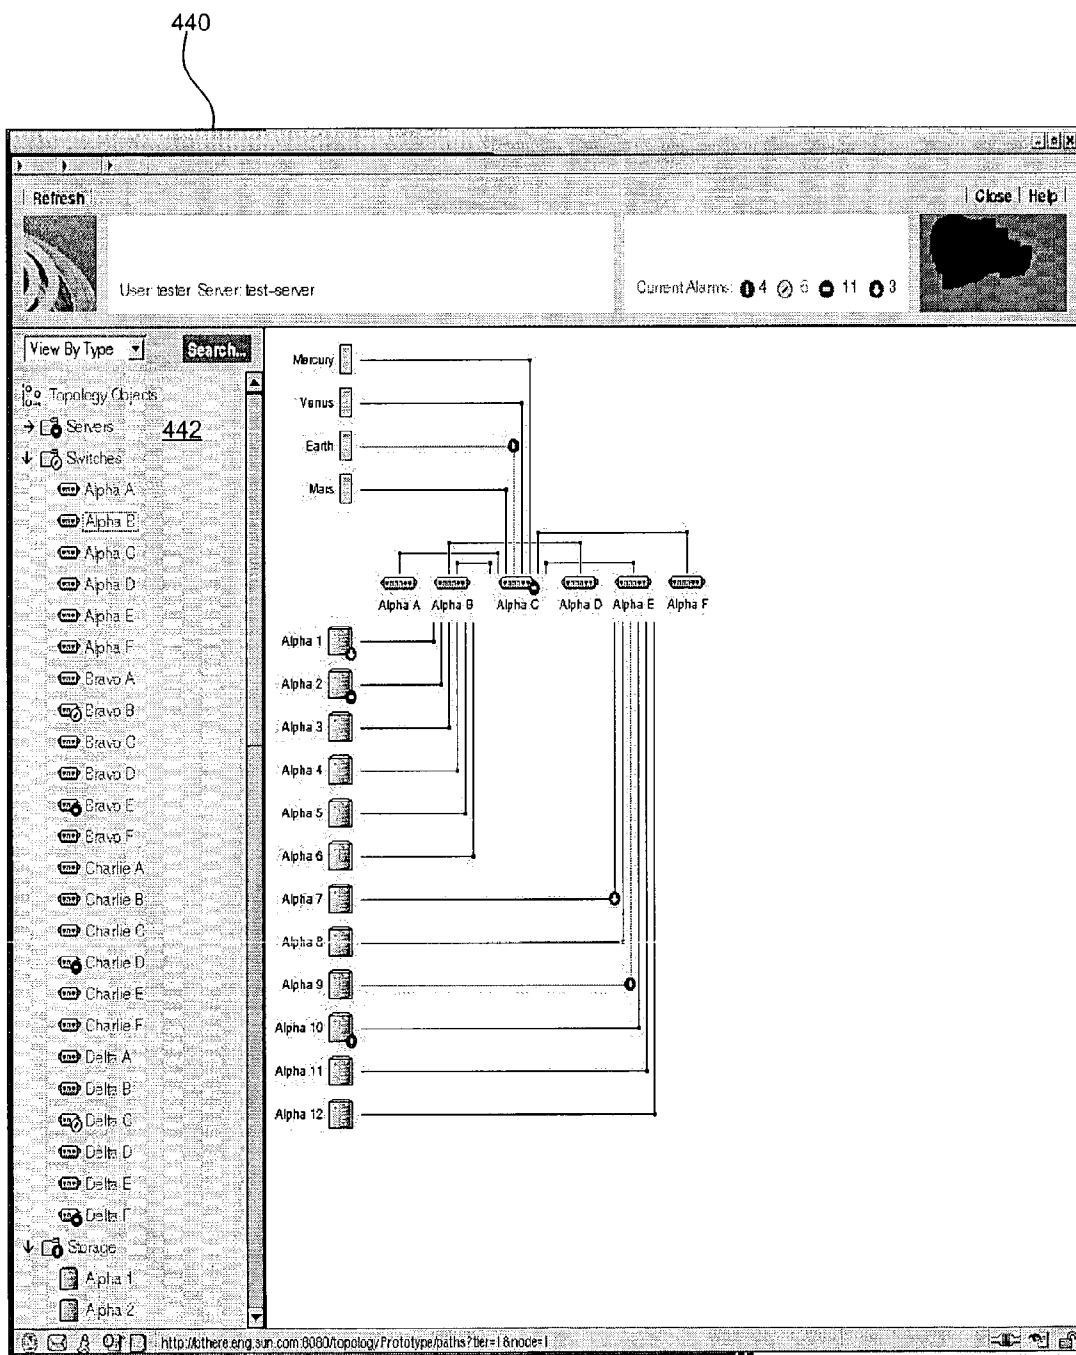 440
Refresh
Close
Help
User: tester Server: test-server
Current Alarms: 4 6 11 3
View By Type
Search...
Topology Objects
Servers
442
Switches
Alpha A
Alpha B
Alpha C
Alpha D
Alpha E
Alpha F
Bravo A
Bravo B
Bravo C
Bravo D
Bravo E
Bravo F
Charlie A
Charlie B
Charlie C
Charlie D
Charlie E
Charlie F
Delta A
Delta B
Delta C
Delta D
Delta E
Delta F
Storage
Alpha 1
Alpha 2
Mercury
Venus
Earth
Mars
Alpha A
Alpha B
Alpha C
Alpha D
Alpha E
Alpha F
Alpha 1
Alpha 2
Alpha 3
Alpha 4
Alpha 5
Alpha 6
Alpha 7
Alpha 8
Alpha 9
Alpha 10
Alpha 11
Alpha 12
http://othere.eng.sun.com:8080/topology/Prototype/paths?tier=1&node=1